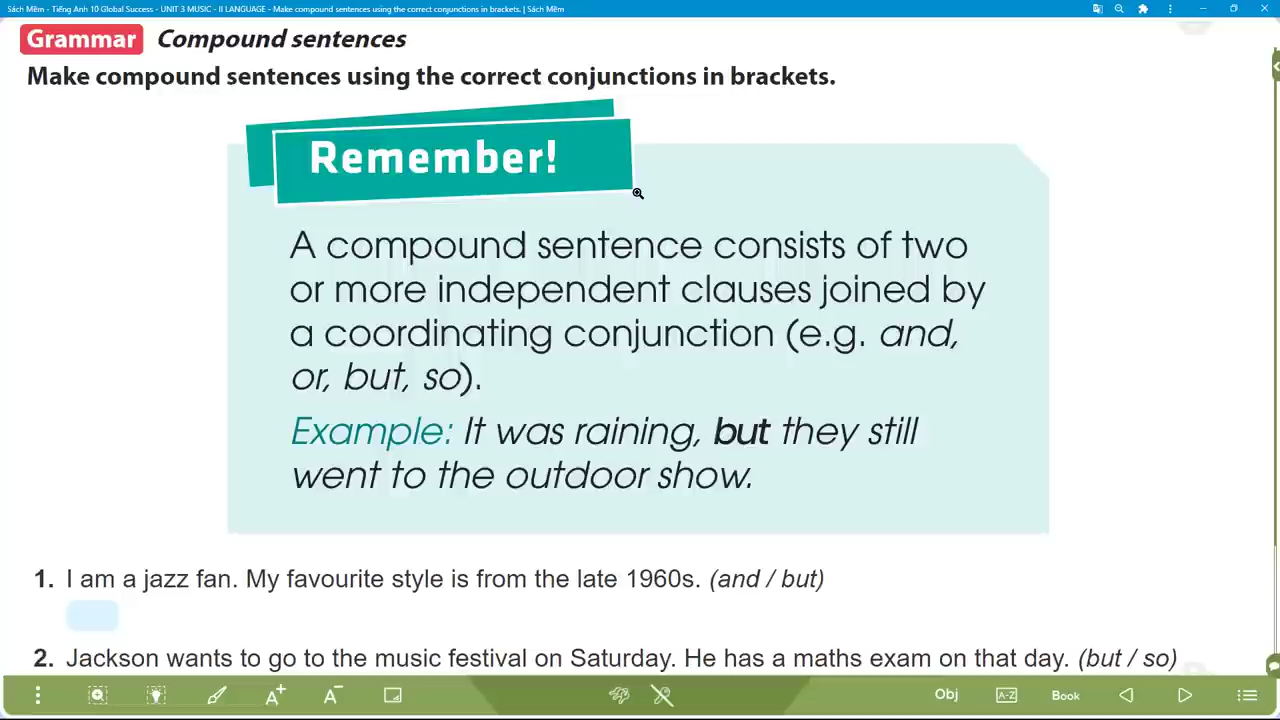 Sách Mềm - Tiếng Anh 10 Global Success - UNIT 3 MUSIC - II LANGUAGE - Make compound sentences using the correct conjunctions in brackets. | Sách Mềm
Grammar Compound sentences
Make compound sentences using the correct conjunctions in brackets.
Remember!
A compound sentence consists of two
or more independent clauses joined by
a coordinating conjunction (e.g. and,
or, but, so).
Example: It was raining, but they still
went to the outdoor show.
1. I am a jazz fan. My favourite style is from the late 1960s. (and / but)
2. Jackson wants to go to the music festival on Saturday. He has a maths exam on that day. (but / so)
A+ A- Obj A-Z Book